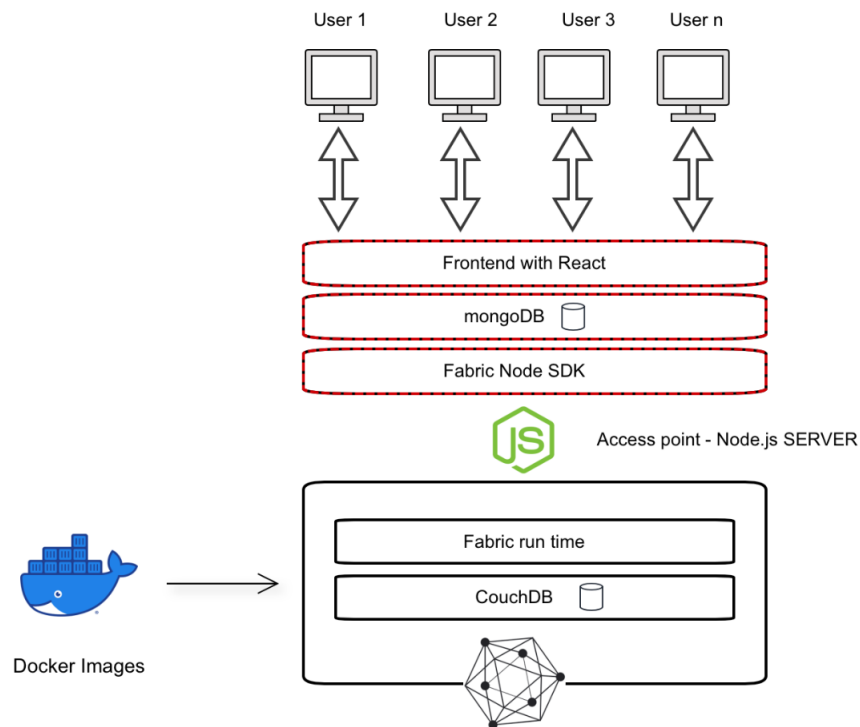 User 1
User 2
User 3
User n
Frontend with React
mongoDB
Fabric Node SDK
JS
Access point - Node.js SERVER
Fabric run time
CouchDB
Docker Images